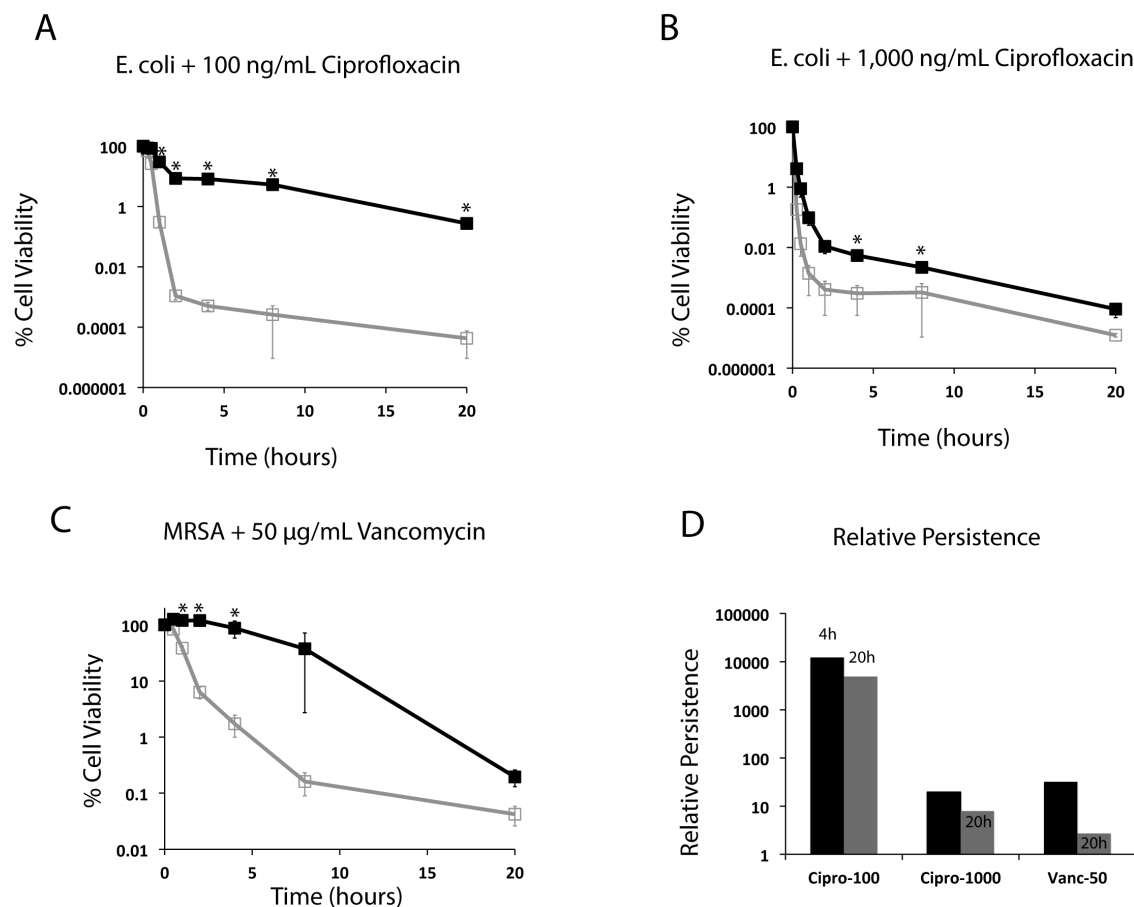 A
E. coli + 100 ng/mL Ciprofloxacin
% Cell Viability
100
1
0.01
0.0001
0.000001
* * * * *
0 5 10 15 20
Time (hours)
B
E. coli + 1,000 ng/mL Ciprofloxacin
% Cell Viability
100
1
0.01
0.0001
0.000001
* *
0 5 10 15 20
Time (hours)
C
MRSA + 50 µg/mL Vancomycin
% Cell Viability
100
10
1
0.1
0.01
* * *
0 5 10 15 20
Time (hours)
D
Relative Persistence
Relative Persistence
100000
10000
1000
100
10
1
4h
20h
20h
20h
Cipro-100 Cipro-1000 Vanc-50